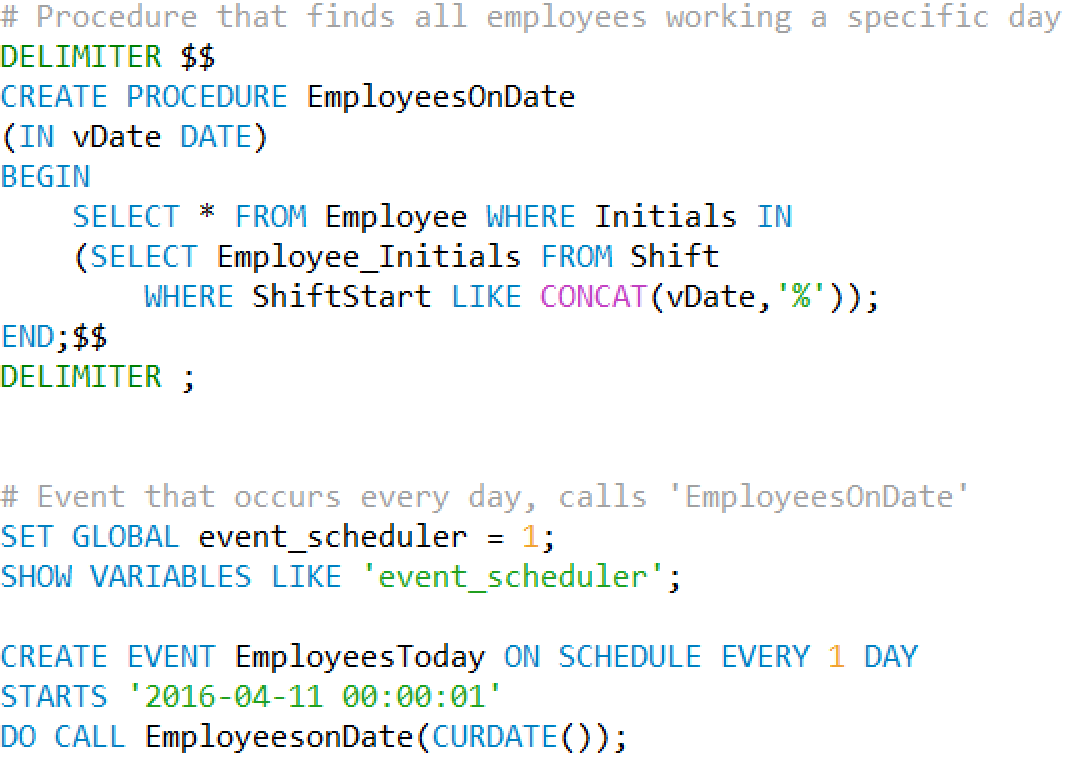 # Procedure that finds all employees working a specific day
DELIMITER $$
CREATE PROCEDURE EmployeesOnDate
(IN vDate DATE)
BEGIN
    SELECT * FROM Employee WHERE Initials IN
    (SELECT Employee_Initials FROM Shift
        WHERE ShiftStart LIKE CONCAT(vDate,'%'));
END;$$
DELIMITER ;
# Event that occurs every day, calls 'EmployeesOnDate'
SET GLOBAL event_scheduler = 1;
SHOW VARIABLES LIKE 'event_scheduler';
CREATE EVENT EmployeesToday ON SCHEDULE EVERY 1 DAY
STARTS '2016-04-11 00:00:01'
DO CALL EmployeesonDate(CURDATE());